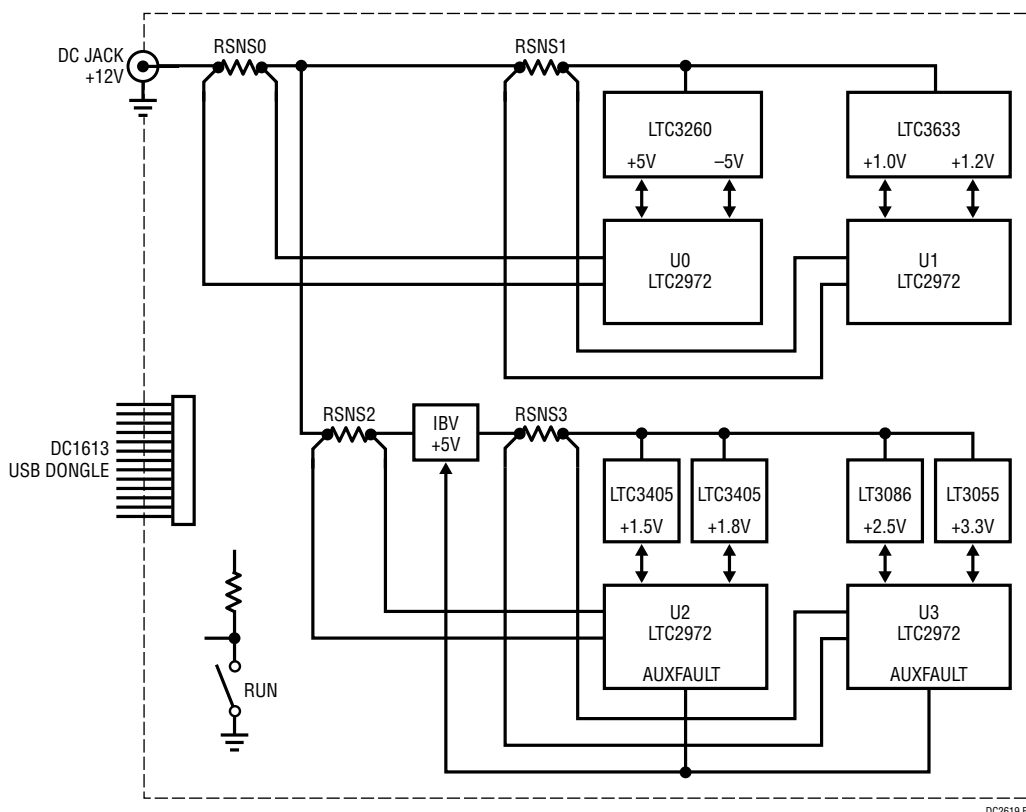 DC JACK
+12V
RSNS0
RSNS1
LTC3260
+5V –5V
LTC3633
+1.0V +1.2V
U0
LTC2972
U1
LTC2972
DC1613
USB DONGLE
RSNS2
IBV
+5V
RSNS3
LTC3405
+1.5V
LTC3405
+1.8V
LT3086
+2.5V
LT3055
+3.3V
U2
LTC2972
AUXFAULT
U3
LTC2972
AUXFAULT
RUN